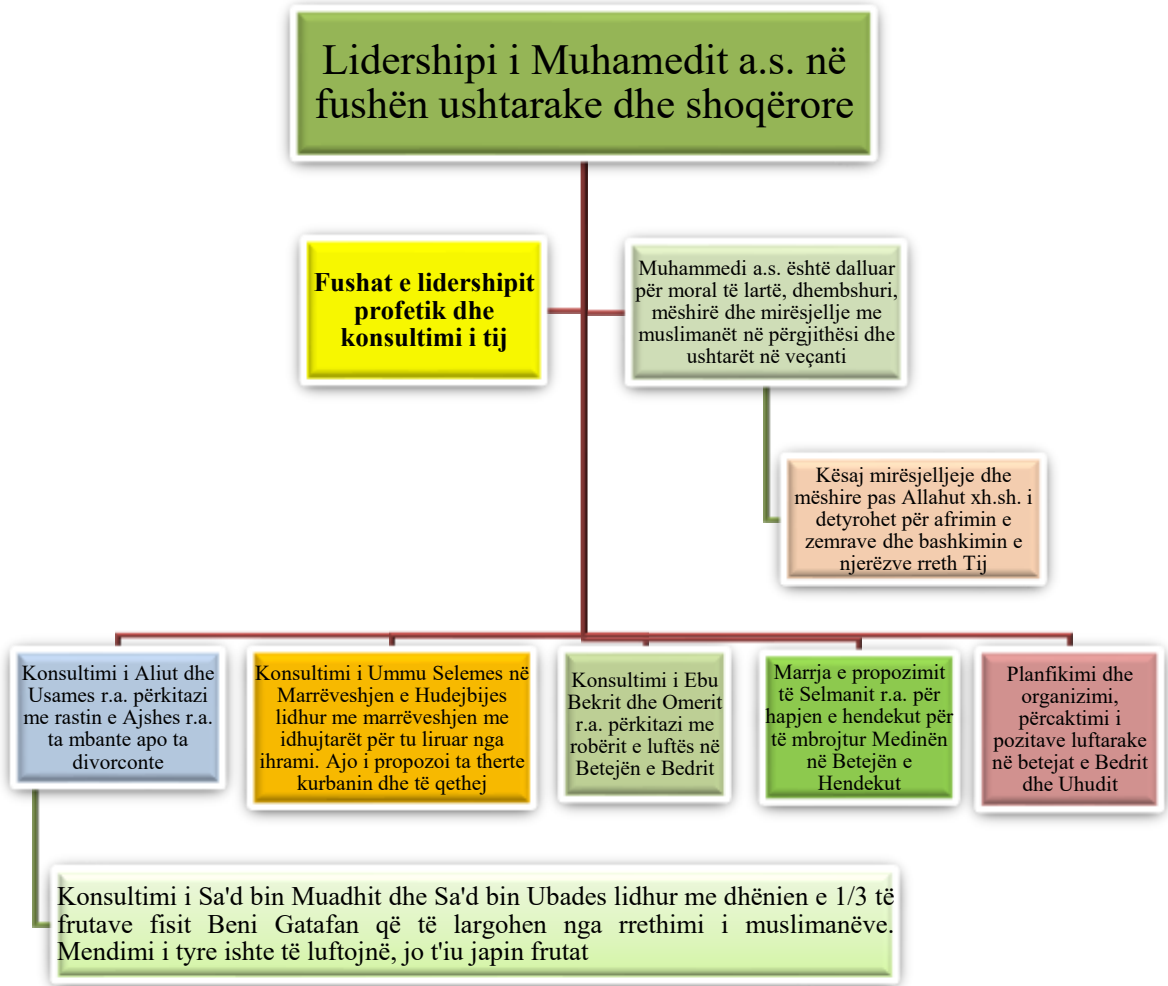 Lidershipi i Muhamedit a.s. në
fushën ushtarake dhe shoqërore
Fushat e lidershipit
profetik dhe
konsultimi i tij
Muhammedi a.s. është dalluar
për moral të lartë, dhembshuri,
mëshirë dhe mirësjellje me
muslimanët në përgjithësi dhe
ushtarët në veçanti
Kësaj mirësjelljeje dhe
mëshire pas Allahut xh.sh. i
detyrohet për afrimin e
zemrave dhe bashkimin e
njerëzve rreth Tij
Konsultimi i Aliut dhe
Usames r.a. përkitazi
me rastin e Ajshes r.a.
ta mbante apo ta
divorconte
Konsultimi i Ummu Selemes në
Marrëveshjen e Hudejbijes
lidhur me marrëveshjen me
idhujtarët për tu liruar nga
ihrami. Ajo i propozoi ta therte
kurbanin dhe të qethej
Konsultimi i Ebu
Bekrit dhe Omerit
r.a. përkitazi me
robërit e luftës në
Betejën e Bedrit
Marrja e propozimit
të Selmanit r.a. për
hapjen e hendekut për
të mbrojtur Medinën
në Betejën e
Hendekut
Planfikimi dhe
organizimi,
përcaktimi i
pozitave luftarake
në betejat e Bedrit
dhe Uhudit
Konsultimi i Sa'd bin Muadhit dhe Sa'd bin Ubades lidhur me dhënien e 1/3 të
frutave fisit Beni Gatafan që të largohen nga rrethimi i muslimanëve.
Mendimi i tyre ishte të luftojnë, jo t'iu japin frutat